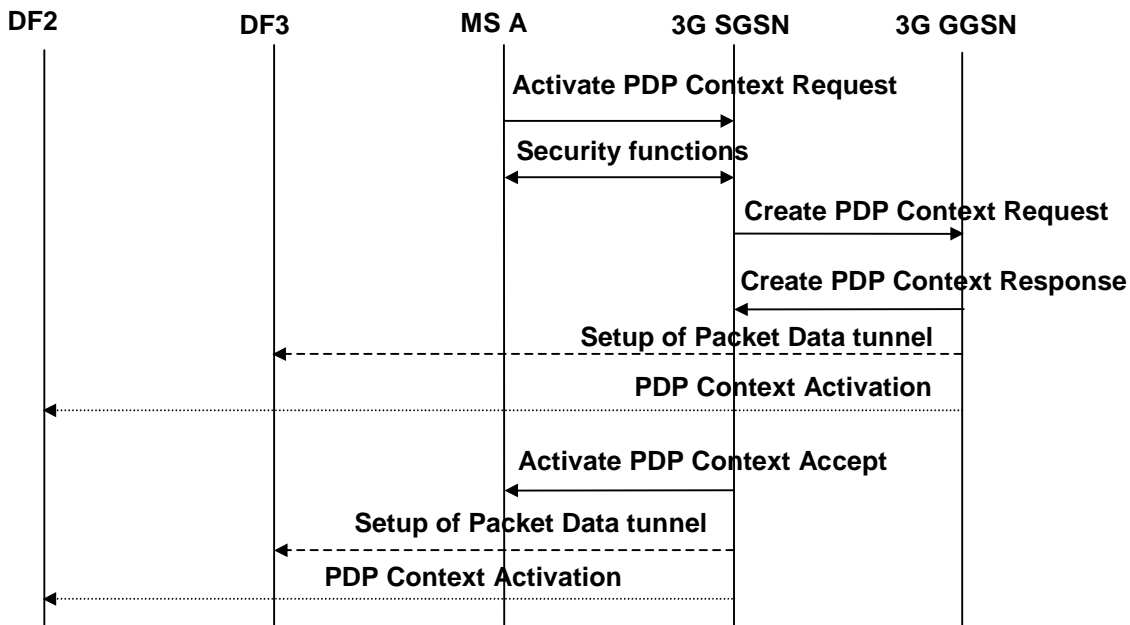 DF2
DF3
MS A
3G SGSN
3G GGSN
Activate PDP Context Request
Security functions
Create PDP Context Request
Create PDP Context Response
Setup of Packet Data tunnel
PDP Context Activation
Activate PDP Context Accept
Setup of Packet Data tunnel
PDP Context Activation